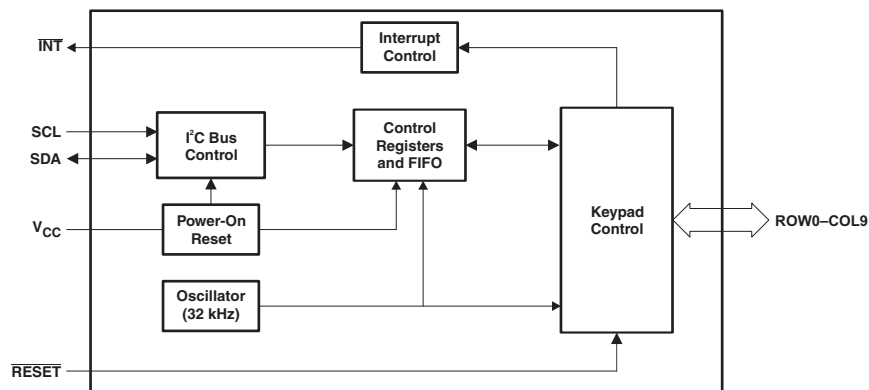 INT
Interrupt
Control
SCL
SDA
I²C Bus
Control
Control
Registers
and FIFO
Keypad
Control
ROW0–COL9
VCC
Power-On
Reset
Oscillator
(32 kHz)
RESET